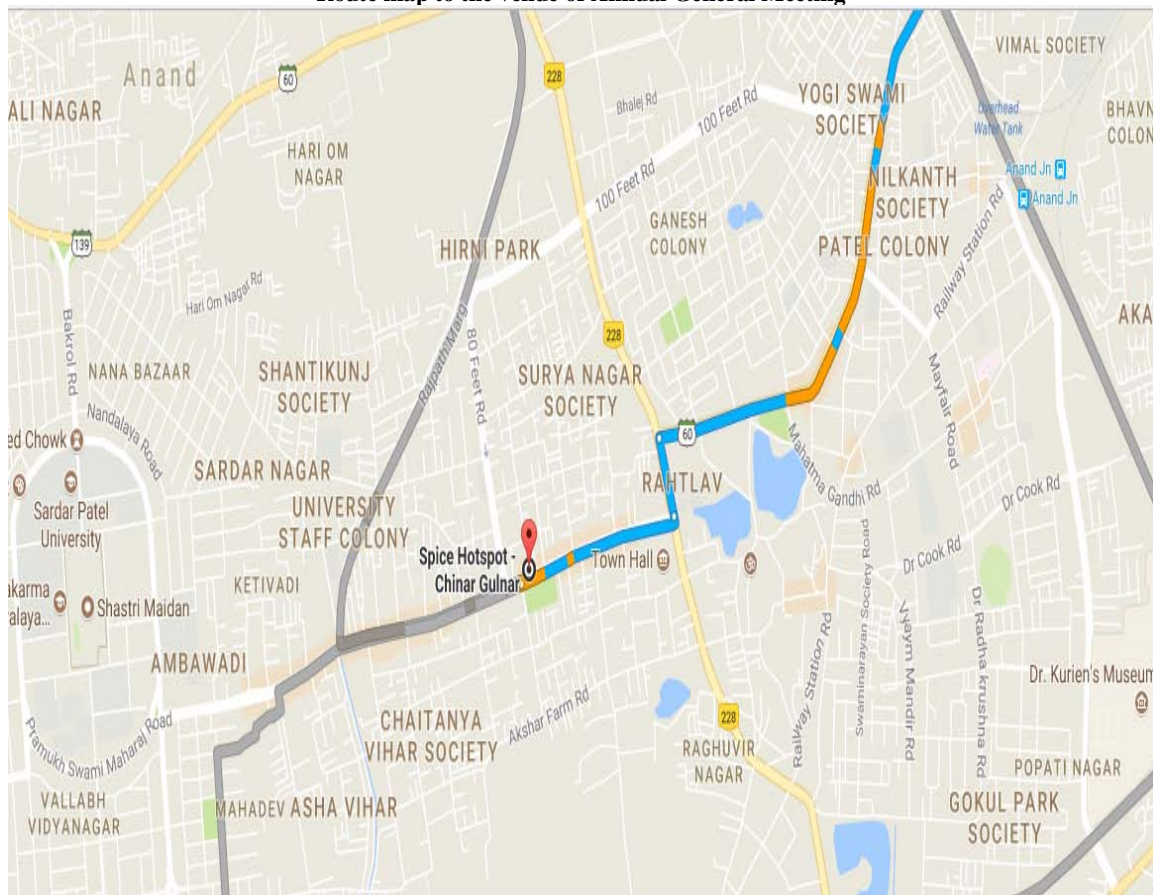 Route map to the venue of Annual General Meeting
Anand
60
228
VIMAL SOCIETY
ALI NAGAR
Bhalej Rd
100 Feet Rd
YOGI SWAMI
SOCIETY
Overhead
Water Tank
BHAVN
COLON
HARI OM
NAGAR
Anand Jn
Anand Jn
NILKANTH
SOCIETY
100 Feet Rd
GANESH
COLONY
139
HIRNI PARK
PATEL COLONY
Railway Station Rd
Hari Om Nagar Rd
Bakrol Rd
Rajpath Marg
80 Feet Rd
228
AKA
NANA BAZAAR
SHANTIKUNJ
SOCIETY
SURYA NAGAR
SOCIETY
Mayfair Road
Nandalaya Road
60
ed Chowk
SARDAR NAGAR
RAHTLAV
Mahatma Gandhi Rd
Dr Cook Rd
Sardar Patel
University
UNIVERSITY
STAFF COLONY
Spice Hotspot -
Chinar Gulnar
Town Hall
Dr Cook Rd
KETIVADI
akarma
alaya...
Shastri Maidan
Railway Station Rd
Swaminarayan Society Road
Vyaym Mandir Rd
Dr Radha krushna Rd
AMBAWADI
Dr. Kurien's Museum
Pramukh Swami Maharaj Road
CHAITANYA
VIHAR SOCIETY
Akshar Farm Rd
228
RAGHUVIR
NAGAR
POPATI NAGAR
VALLABH
VIDYANAGAR
MAHADEV
ASHA VIHAR
GOKUL PARK
SOCIETY